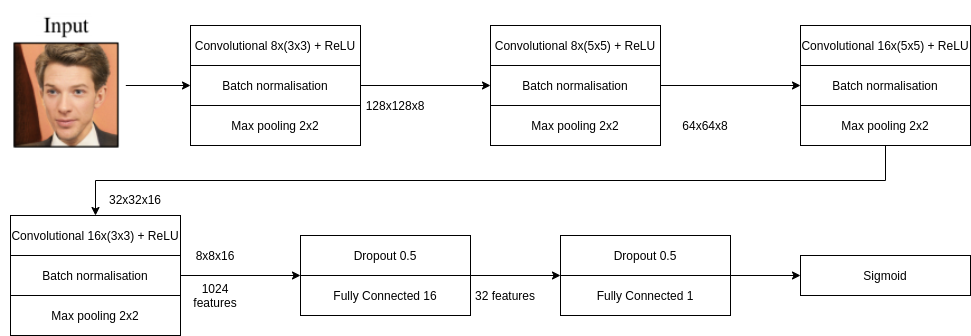 Input
Convolutional 8x(3x3) + ReLU
Batch normalisation
Max pooling 2x2
128x128x8
Convolutional 8x(5x5) + ReLU
Batch normalisation
Max pooling 2x2
64x64x8
Convolutional 16x(5x5) + ReLU
Batch normalisation
Max pooling 2x2
32x32x16
Convolutional 16x(3x3) + ReLU
Batch normalisation
Max pooling 2x2
8x8x16
1024
features
Dropout 0.5
Fully Connected 16
32 features
Dropout 0.5
Fully Connected 1
Sigmoid